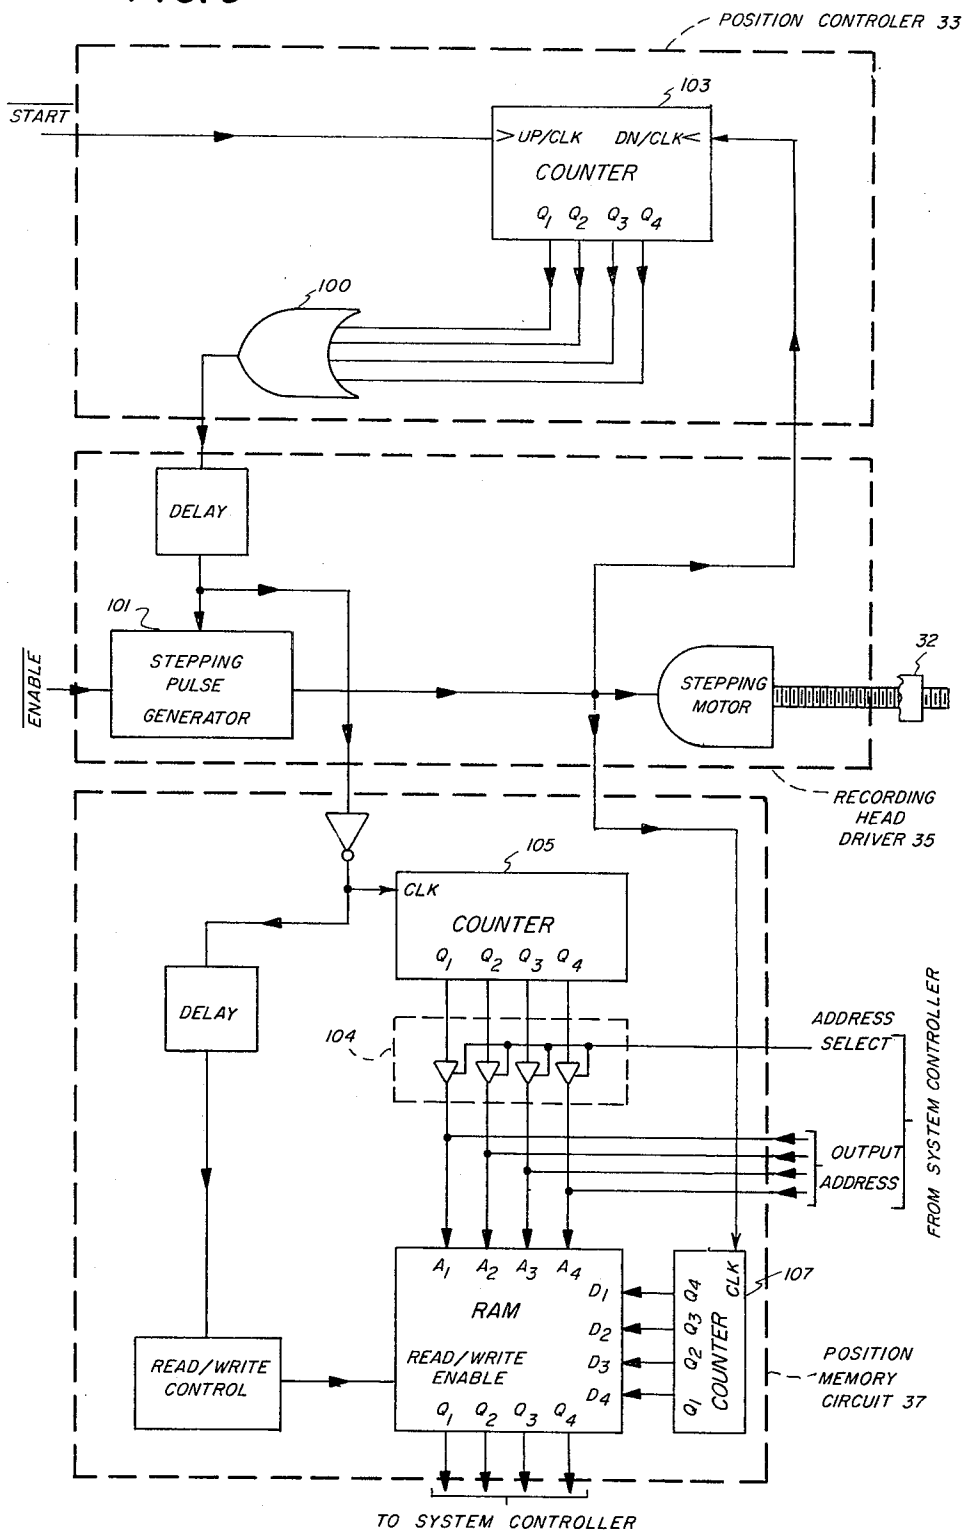 POSITION CONTROLER 33
START
103
>UP/CLK DN/CLK<
COUNTER
Q1 Q2 Q3 Q4
100
DELAY
101
STEPPING
PULSE
GENERATOR
ENABLE
STEPPING
MOTOR
32
RECORDING
HEAD
DRIVER 35
105
CLK
COUNTER
Q1 Q2 Q3 Q4
DELAY
104
ADDRESS
SELECT
OUTPUT
ADDRESS
FROM SYSTEM CONTROLLER
A1 A2 A3 A4
RAM
D1
D2
D3
D4
READ/WRITE
ENABLE
Q1 Q2 Q3 Q4
CLK
107
Q1 Q2 Q3 Q4
COUNTER
READ/WRITE
CONTROL
POSITION
MEMORY
CIRCUIT 37
TO SYSTEM CONTROLLER